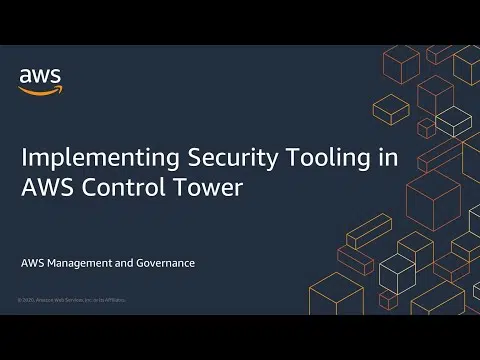 aws
Implementing Security Tooling in
AWS Control Tower
AWS Management and Governance
© 2020, Amazon Web Services, Inc. or its Affiliates.